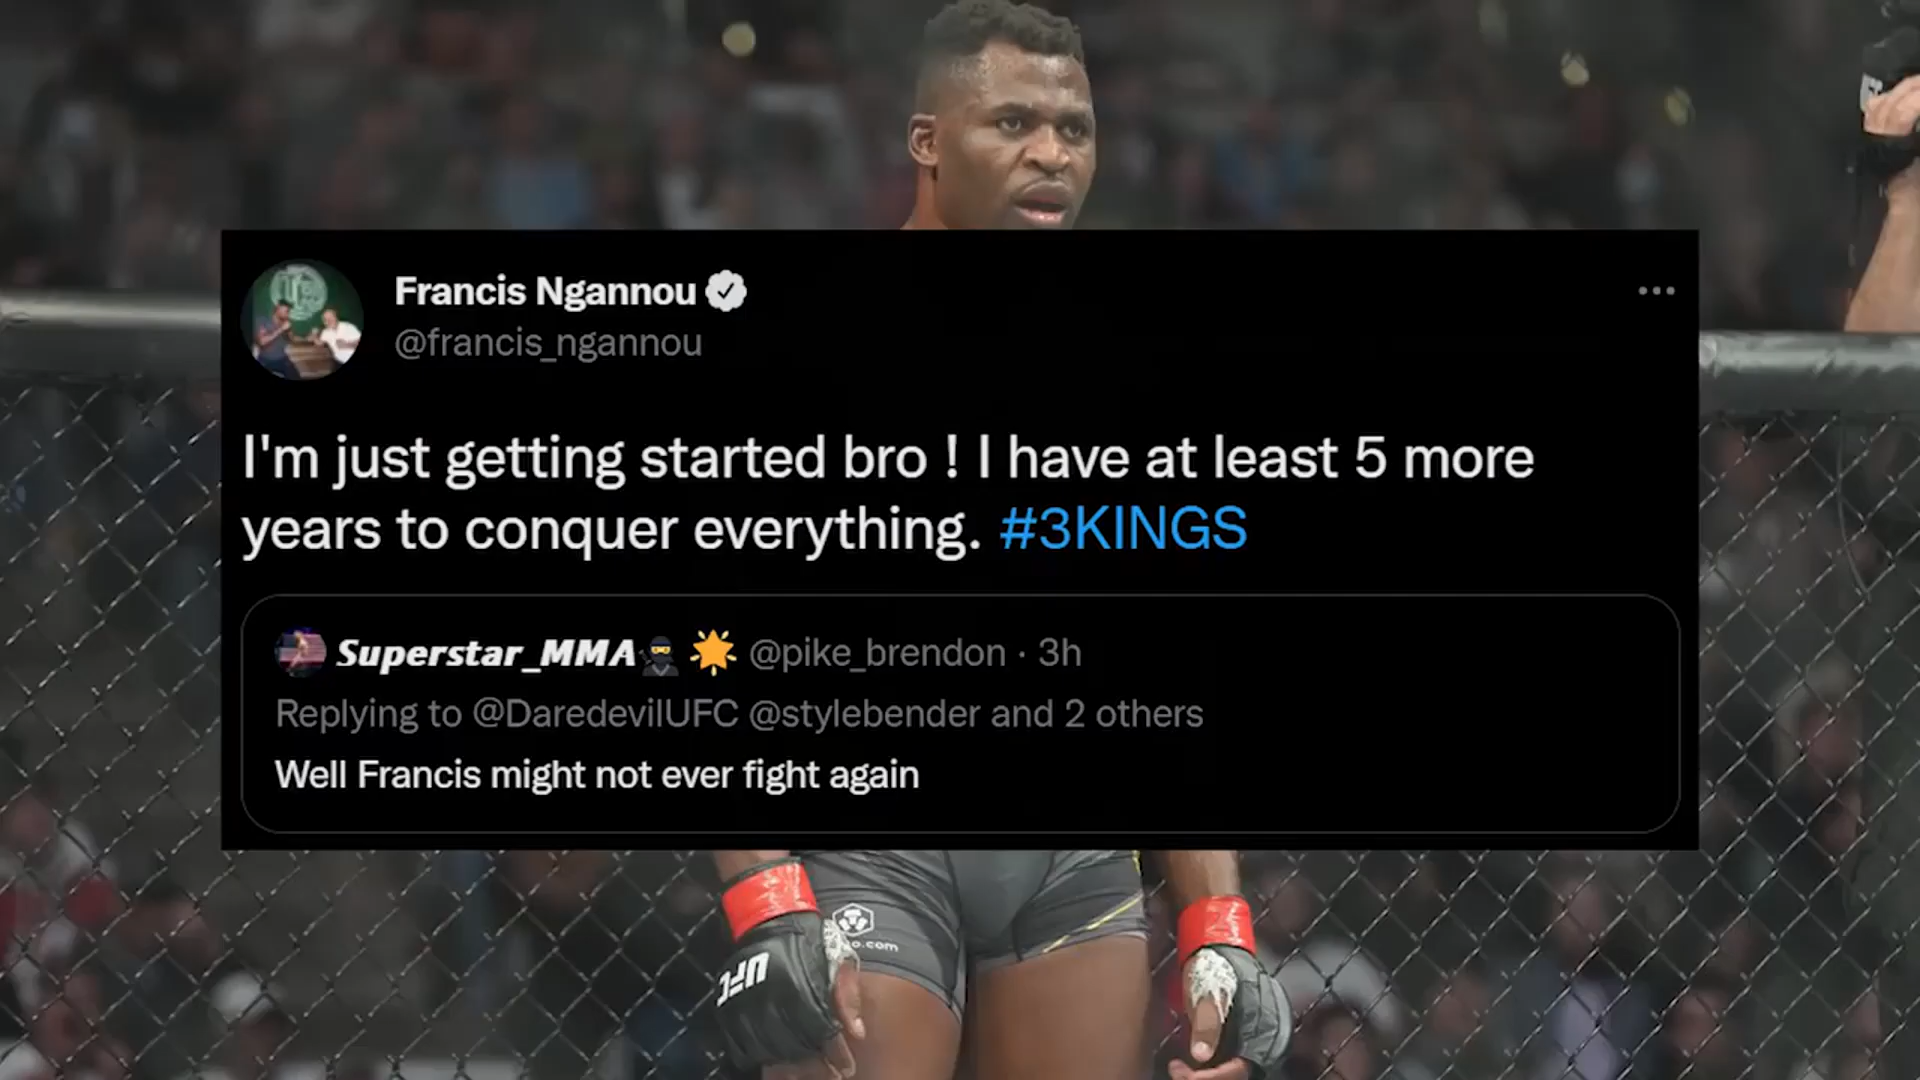 Francis Ngannou
@francis_ngannou
I'm just getting started bro ! I have at least 5 more
years to conquer everything. #3KINGS
Superstar_MMA🥷🌟 @pike_brendon · 3h
Replying to @DaredevilUFC @stylebender and 2 others
Well Francis might not ever fight again
UFC
o.com